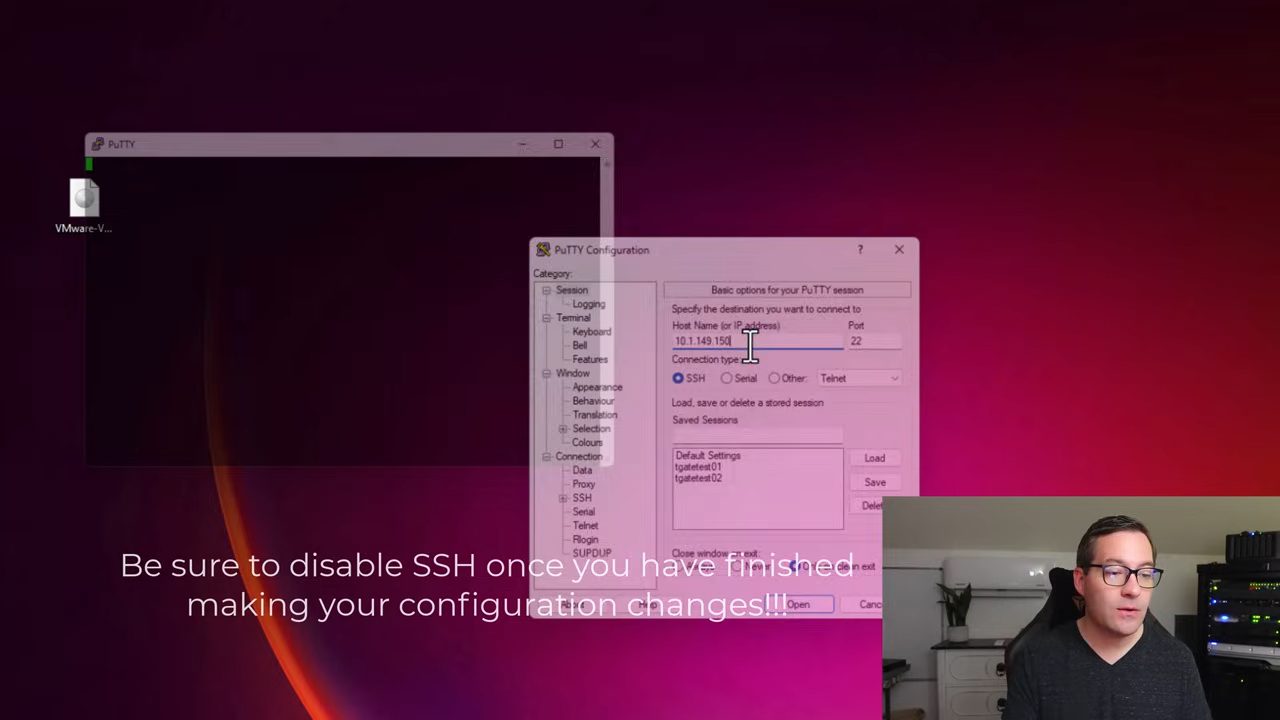 PuTTY
VMware-V...
PuTTY Configuration
?
Category:
Session
Logging
Terminal
Keyboard
Bell
Features
Window
Appearance
Behaviour
Translation
Selection
Colours
Connection
Data
Proxy
SSH
Serial
Telnet
Rlogin
SUPDUP
Basic options for your PuTTY session
Specify the destination you want to connect to
Host Name (or IP address) Port
10.1.149.150 22
Connection type:
SSH Serial Other: Telnet
Load, save or delete a stored session
Saved Sessions
Default Settings
tgatetest01
tgatetest02
Load
Save
Close window on exit:
Open
Be sure to disable SSH once you have finished
making your configuration changes!!!